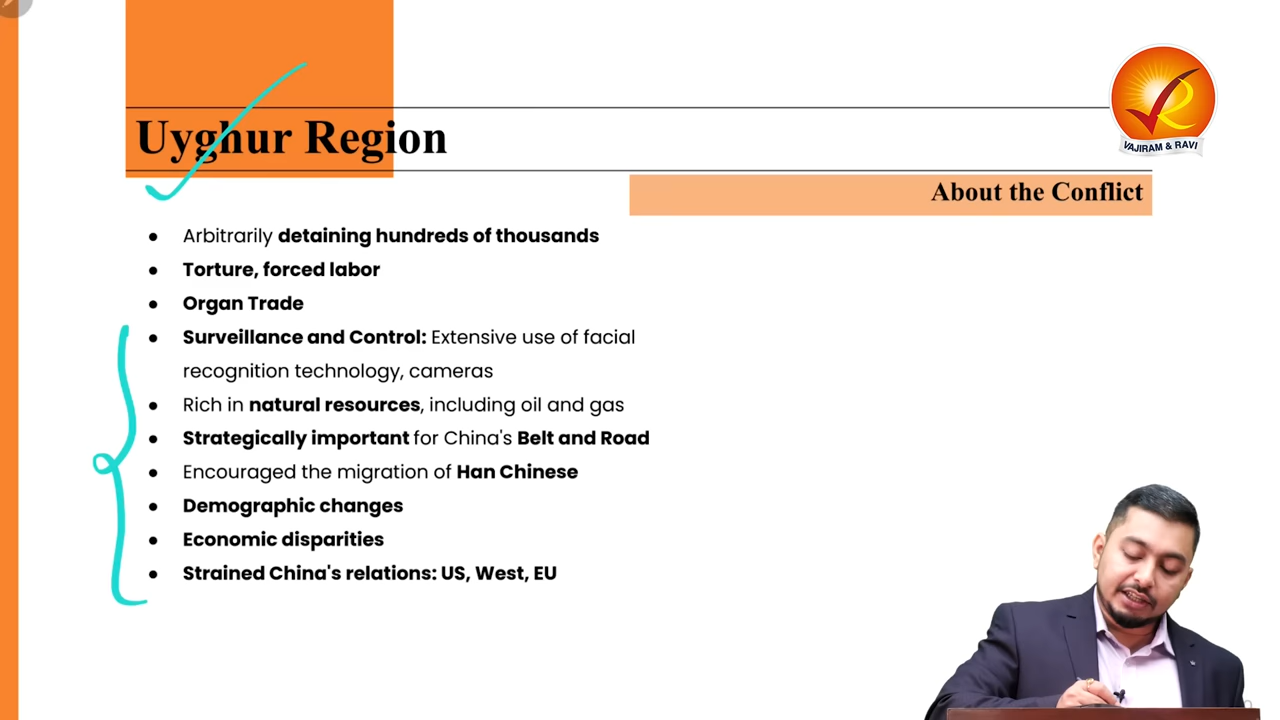 VAJIRAM & RAVI
Uyghur Region
About the Conflict
● Arbitrarily detaining hundreds of thousands
● Torture, forced labor
● Organ Trade
● Surveillance and Control: Extensive use of facial
recognition technology, cameras
● Rich in natural resources, including oil and gas
● Strategically important for China's Belt and Road
● Encouraged the migration of Han Chinese
● Demographic changes
● Economic disparities
● Strained China's relations: US, West, EU